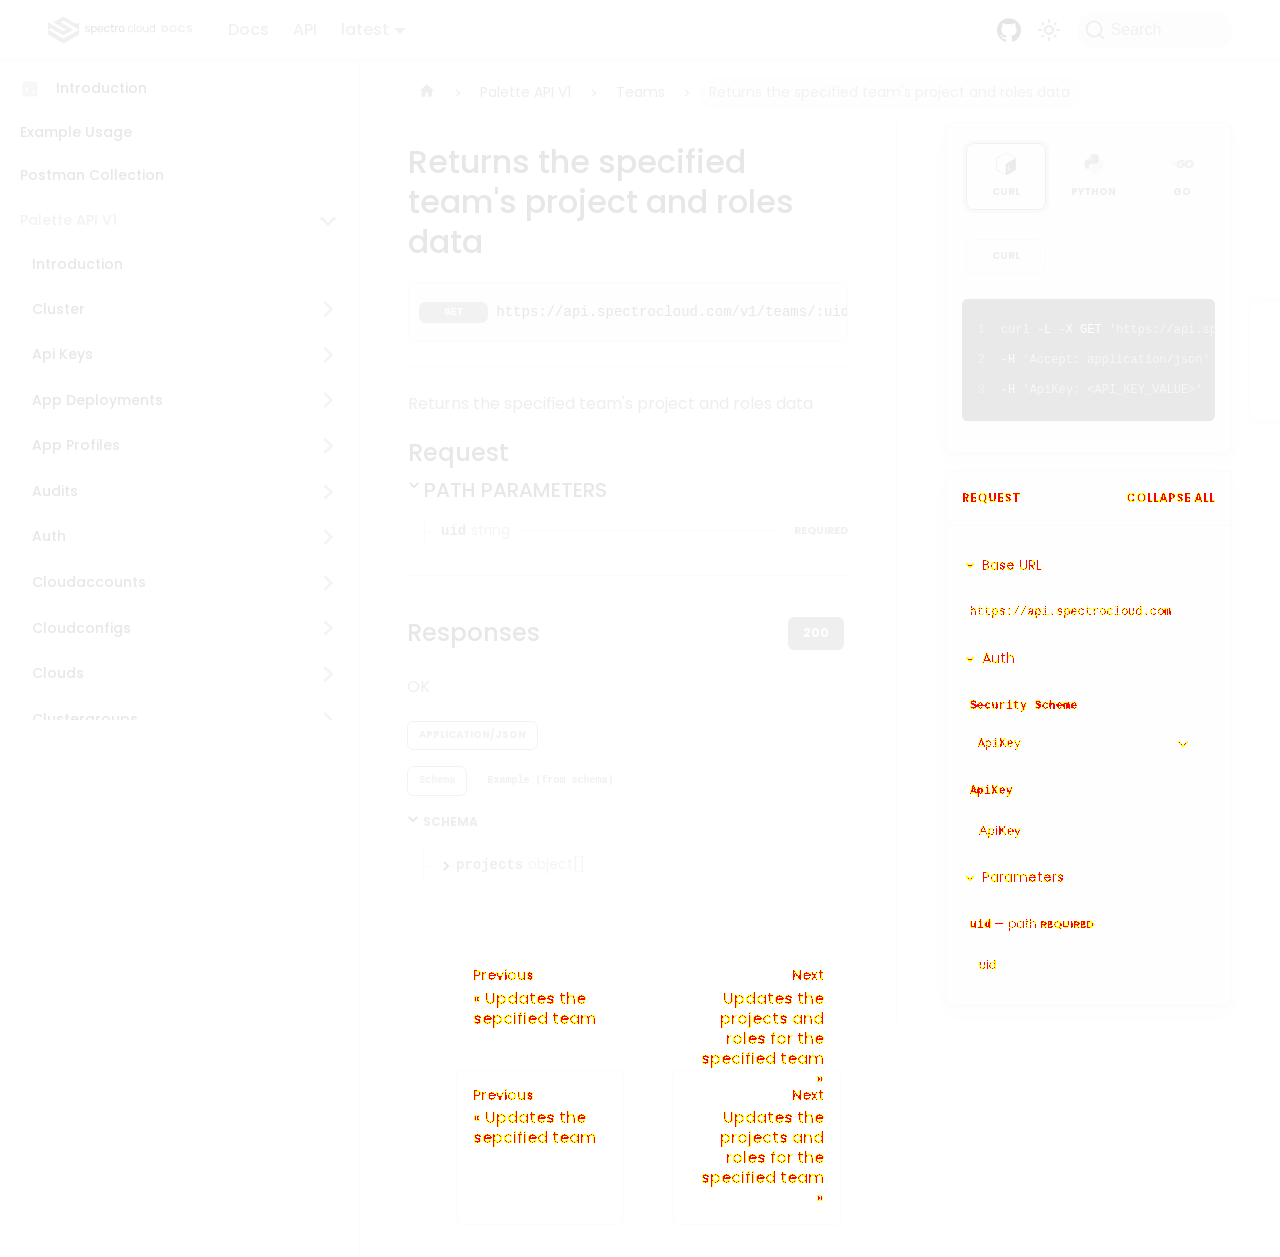 spectro cloud DOCS
Docs
API
latest
Search
Introduction
Example Usage
Postman Collection
Palette API V1
Introduction
Cluster
Api Keys
App Deployments
App Profiles
Audits
Auth
Cloudaccounts
Cloudconfigs
Clouds
Clustergroups
Palette API V1
Teams
Returns the specified team's project and roles data
Returns the specified
team's project and roles
data
GET https://api.spectrocloud.com/v1/teams/:uid
Returns the specified team's project and roles data
Request
PATH PARAMETERS
uid string REQUIRED
Responses 200
OK
APPLICATION/JSON
Schema Example (from schema)
SCHEMA
projects object[]
Previous
« Updates the
sepcified team
Next
Updates the
projects and
roles for the
specified team
»
Previous
« Updates the
sepcified team
Next
Updates the
projects and
roles for the
specified team
»
CURL PYTHON GO
CURL
1 curl -L -X GET 'https://api.sp
2 -H 'Accept: application/json'
3 -H 'ApiKey: <API_KEY_VALUE>'
REQUEST COLLAPSE ALL
Base URL
https://api.spectrocloud.com
Auth
Security Scheme
ApiKey
ApiKey
ApiKey
Parameters
uid — path REQUIRED
uid